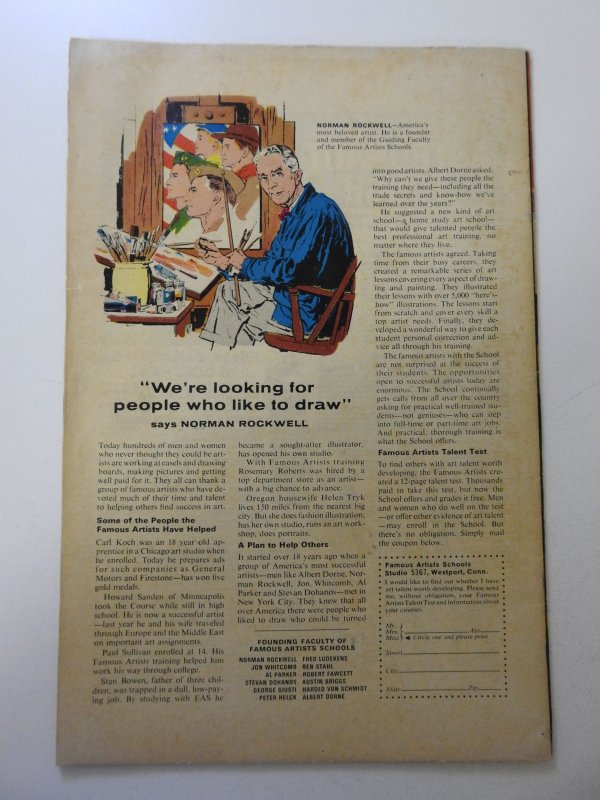 NORMAN ROCKWELL—America's
most beloved artist. He is a founder
and member of the Guiding Faculty
of the Famous Artists Schools.
"We're looking for
people who like to draw"
says NORMAN ROCKWELL
Today hundreds of men and women
who never thought they could be art-
ists are working at easels and drawing
boards, making pictures and getting
well paid for it. They all can thank a
group of famous artists who have de-
voted much of their time and talent
to helping others find success in art.
Some of the People the
Famous Artists Have Helped
Carl Koch was an 18 year old ap-
prentice in a Chicago art studio when
he enrolled. Today he prepares ads
for such companies as General
Motors and Firestone—has won five
gold medals.
Howard Sanden of Minneapolis
took the Course while still in high
school. He is now a successful artist
—last year he and his wife traveled
through Europe and the Middle East
on important art assignments.
Paul Sullivan enrolled at 14. His
Famous Artists training helped him
work his way through college.
Stan Bowen, father of three chil-
dren, was trapped in a dull, low-pay-
ing job. By studying with FAS he
became a sought-after illustrator,
has opened his own studio.
With Famous Artists training
Rosemary Roberts was hired by a
top department store as an artist—
with a big chance to advance.
Oregon housewife Helen Tryk
lives 150 miles from the nearest big
city. But she does fashion illustration,
has her own studio, runs an art work-
shop, does portraits.
A Plan to Help Others
It started over 18 years ago when a
group of America's most successful
artists—men like Albert Dorne, Nor-
man Rockwell, Jon Whitcomb, Al
Parker and Stevan Dohanos—met in
New York City. They knew that all
over America there were people who
liked to draw who could be turned
FOUNDING FACULTY OF
FAMOUS ARTISTS SCHOOLS
NORMAN ROCKWELL FRED LUDEKENS
JON WHITCOMB BEN STAHL
AL PARKER ROBERT FAWCETT
STEVAN DOHANOS AUSTIN BRIGGS
GEORGE GIUSTI HAROLD VON SCHMIDT
PETER HELCK ALBERT DORNE
into good artists. Albert Dorne asked,
"Why can't we give these people the
training they need—including all the
trade secrets and know-how we've
learned over the years?"
He suggested a new kind of art
school—a home study art school—
that would give talented people the
best professional art training, no
matter where they live.
The famous artists agreed. Taking
time from their busy careers, they
created a remarkable series of art
lessons covering every aspect of draw-
ing and painting. They illustrated
their lessons with over 5,000 "here's-
how" illustrations. The lessons start
from scratch and cover every skill a
top artist needs. Finally, they de-
veloped a wonderful way to give each
student personal correction and ad-
vice all through his training.
The famous artists with the School
are not surprised at the success of
their students. The opportunities
open to successful artists today are
enormous. The School continually
gets calls from all over the country
asking for practical well-trained stu-
dents—not geniuses—who can step
into full-time or part-time art jobs.
And practical, thorough training is
what the School offers.
Famous Artists Talent Test
To find others with art talent worth
developing, the Famous Artists cre-
ated a 12-page talent test. Thousands
paid to take this test, but now the
School offers and grades it free. Men
and women who do well on the test
—or offer other evidence of art talent
—may enroll in the School. But
there's no obligation. Simply mail
the coupon below.
Famous Artists Schools
Studio 5367, Westport, Conn.
I would like to find out whether I have
art talent worth developing. Please send
me, without obligation, your Famous
Artists Talent Test and information about
your courses.
Mr.
Mrs. Age
Miss Circle one and please print
Street
City
State Zip